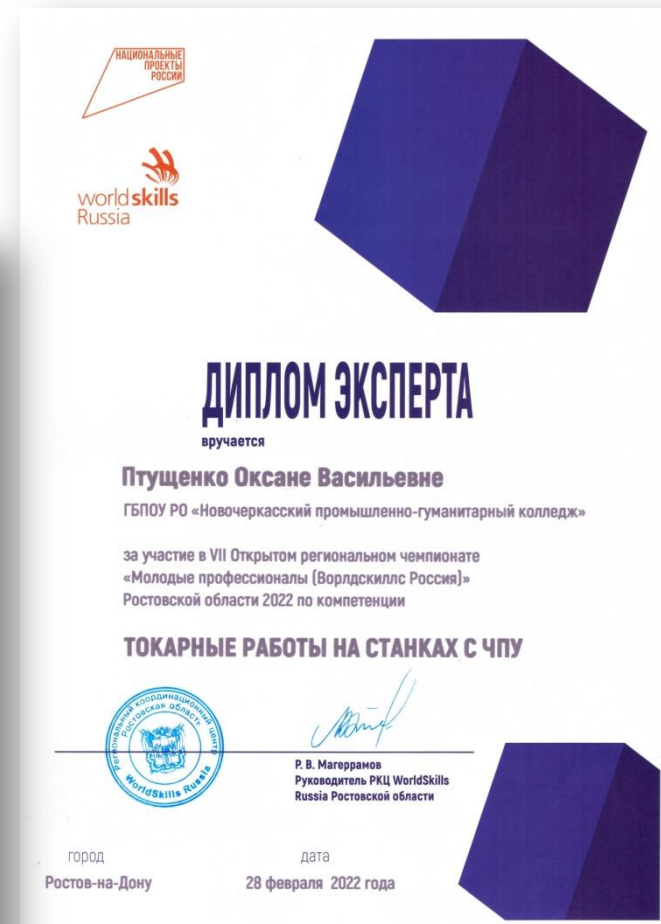 НАЦИОНАЛЬНЫЕ
ПРОЕКТЫ
РОССИИ
worldskills
Russia
ДИПЛОМ ЭКСПЕРТА
вручается
Птущенко Оксане Васильевне
ГБПОУ РО «Новочеркасский промышленно-гуманитарный колледж»
за участие в VII Открытом региональном чемпионате
«Молодые профессионалы (Ворлдскиллс Россия)»
Ростовской области 2022 по компетенции
ТОКАРНЫЕ РАБОТЫ НА СТАНКАХ С ЧПУ
Региональный координационный центр
Ростовская область
WorldSkills Russia
Р. В. Магеррамов
Руководитель РКЦ WorldSkills
Russia Ростовской области
город
дата
Ростов-на-Дону
28 февраля 2022 года